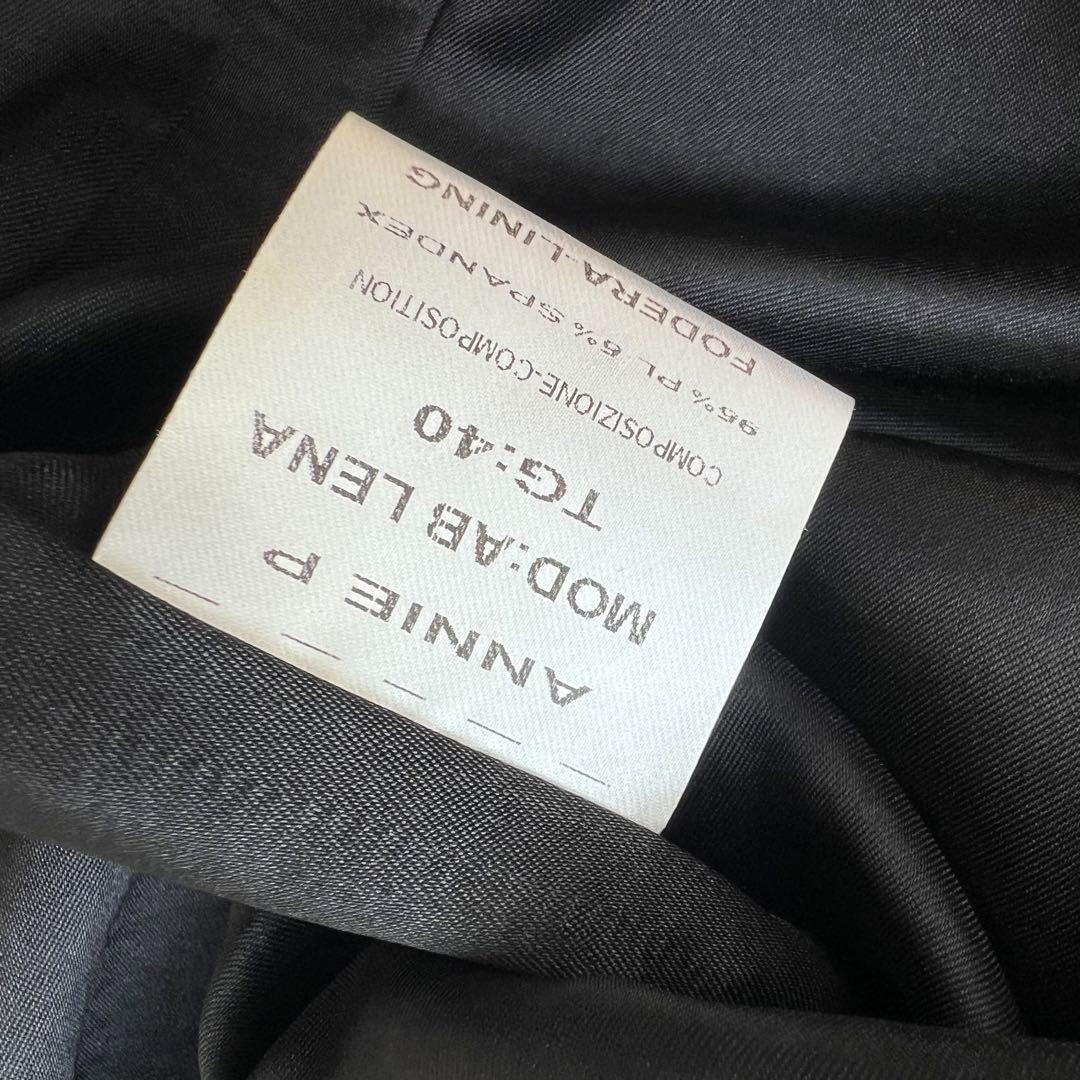 ANNIE P
MOD:AB LENA
TG:40
COMPOSIZIONE-COMPOSITION
95% PL 5% SPANDEX
FODERA-LINING